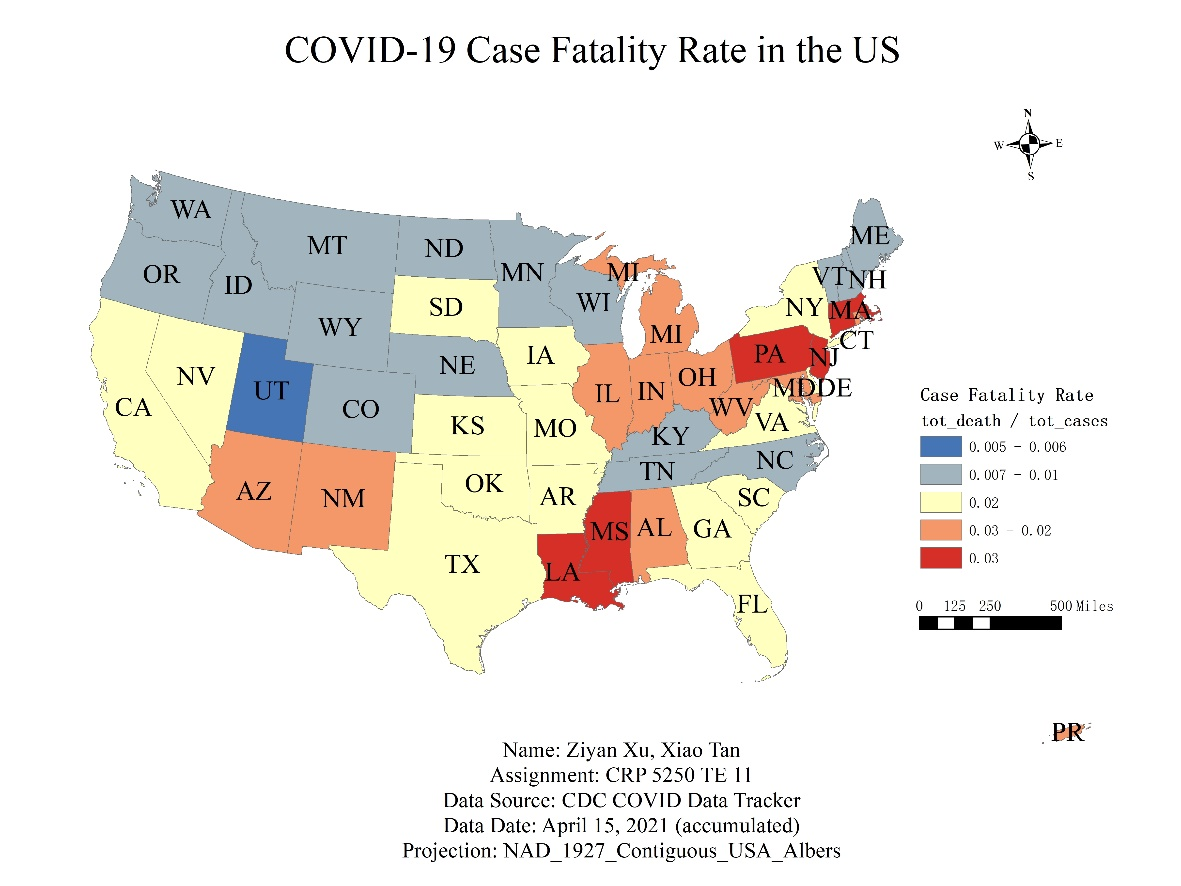 COVID-19 Case Fatality Rate in the US
N
W E
S
WA
MT
ND
MN
ME
OR
ID
WY
SD
WI
MI
MI
VT NH
NY MA
CT
NV
UT
CO
NE
IA
IL
IN
OH
PA
NJ
MD DE
CA
KS
MO
KY
WV
VA
AZ
NM
OK
AR
TN
NC
SC
TX
LA
MS
AL
GA
FL
Case Fatality Rate
tot_death / tot_cases
0.005 - 0.006
0.007 - 0.01
0.02
0.03 - 0.02
0.03
0 125 250 500 Miles
PR
Name: Ziyan Xu, Xiao Tan
Assignment: CRP 5250 TE 11
Data Source: CDC COVID Data Tracker
Data Date: April 15, 2021 (accumulated)
Projection: NAD_1927_Contiguous_USA_Albers